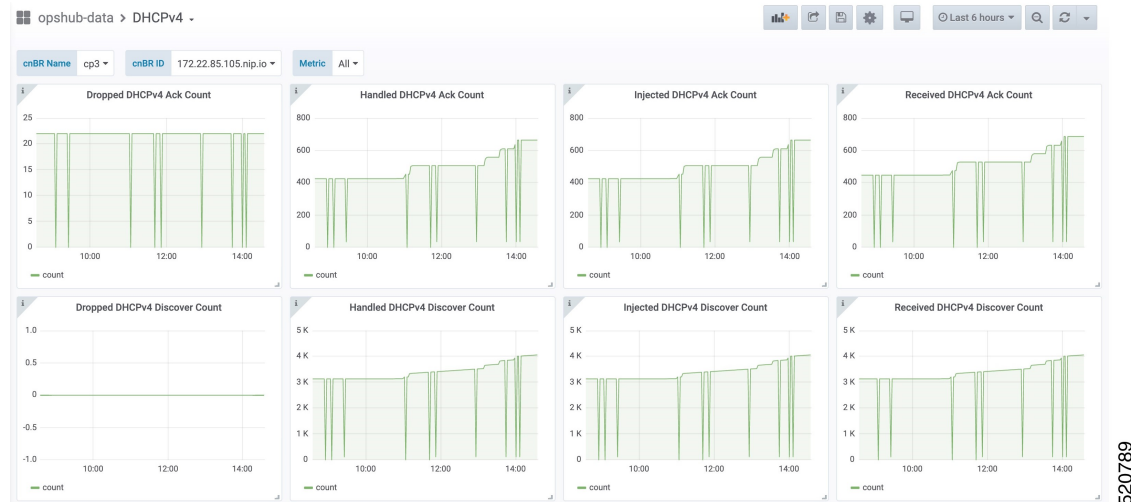 opshub-data > DHCPv4
Last 6 hours
cnBR Name cp3 cnBR ID 172.22.85.105.nip.io Metric All
Dropped DHCPv4 Ack Count
25
20
15
10
5
0
10:00 12:00 14:00
count
Handled DHCPv4 Ack Count
800
600
400
200
0
10:00 12:00 14:00
count
Injected DHCPv4 Ack Count
800
600
400
200
0
10:00 12:00 14:00
count
Received DHCPv4 Ack Count
800
600
400
200
0
10:00 12:00 14:00
count
Dropped DHCPv4 Discover Count
1.0
0.5
0
-0.5
-1.0
10:00 12:00 14:00
count
Handled DHCPv4 Discover Count
5 K
4 K
3 K
2 K
1 K
0
10:00 12:00 14:00
count
Injected DHCPv4 Discover Count
5 K
4 K
3 K
2 K
1 K
0
10:00 12:00 14:00
count
Received DHCPv4 Discover Count
5 K
4 K
3 K
2 K
1 K
0
10:00 12:00 14:00
count
520789